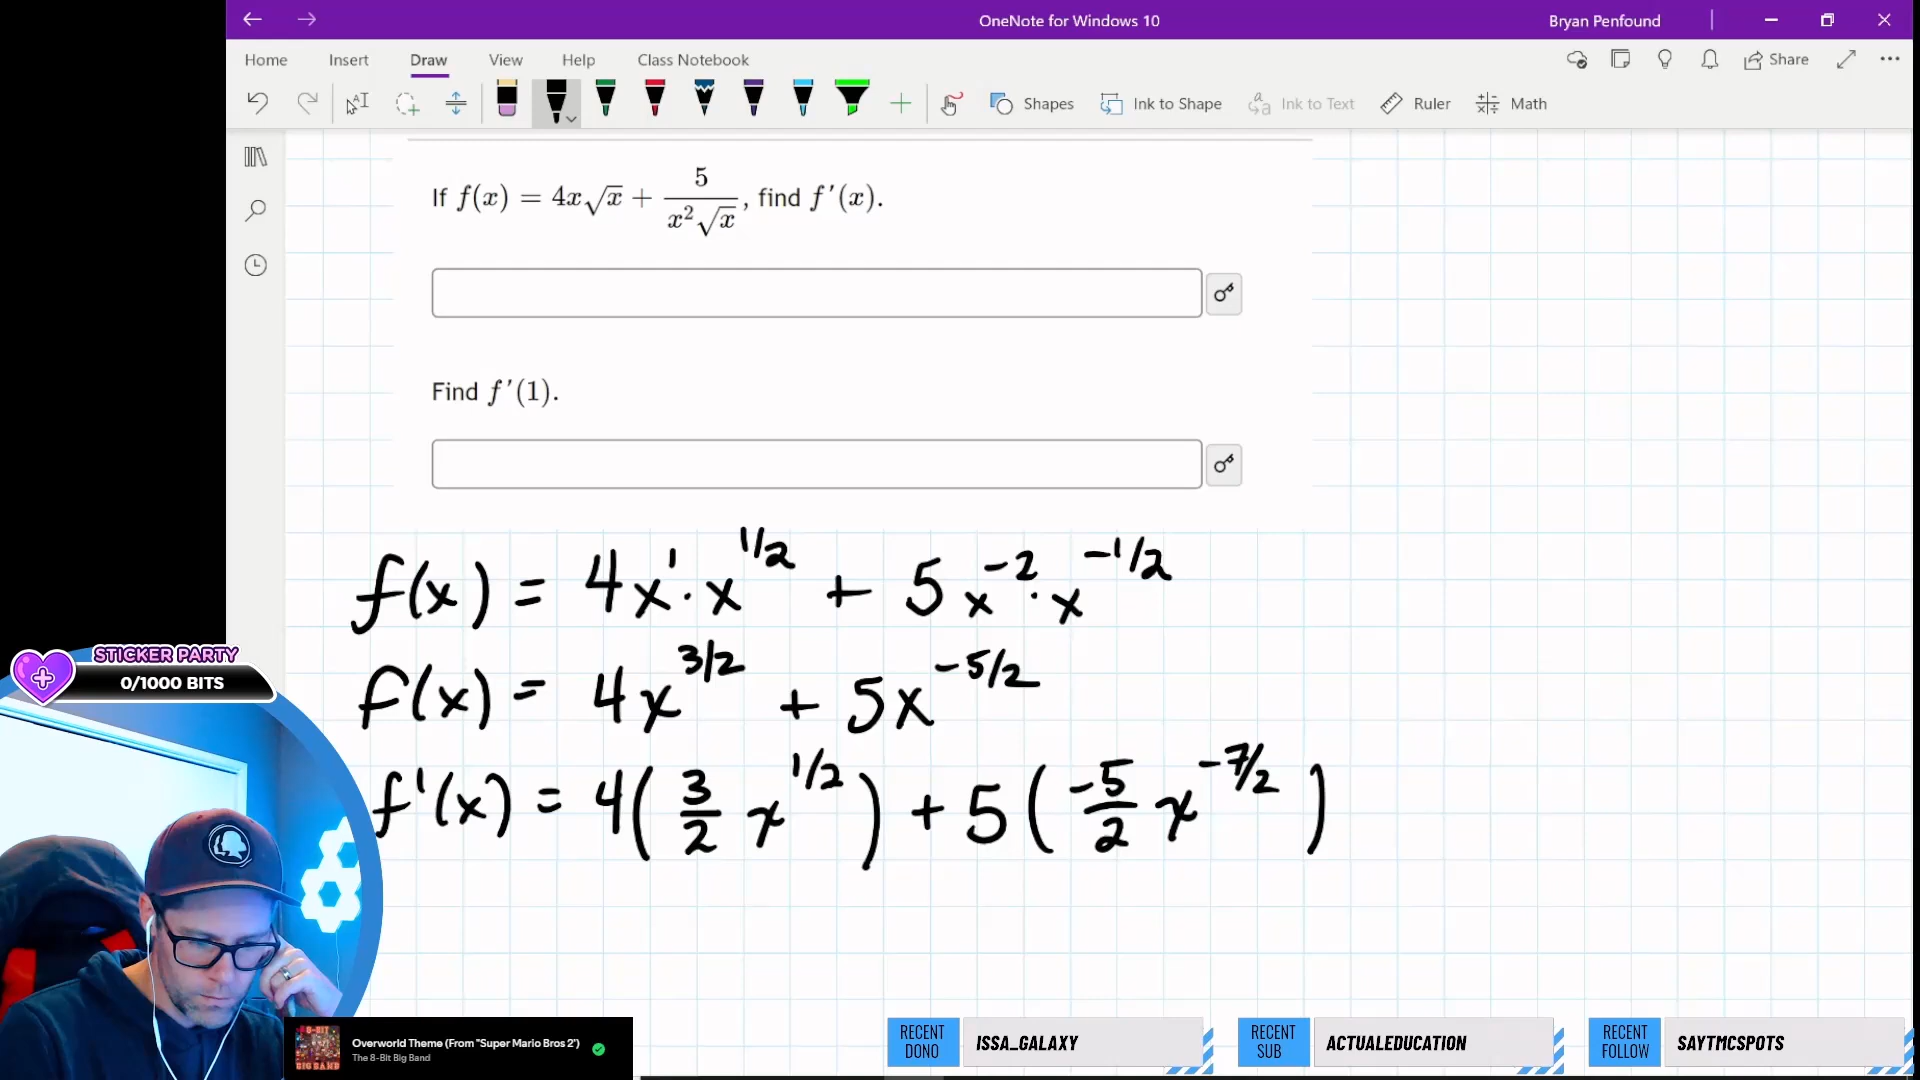 OneNote for Windows 10
Bryan Penfound
Home Insert Draw View Help Class Notebook
Share
Shapes Ink to Shape Ink to Text Ruler Math
If f(x) = 4x√x + 5/(x²√x), find f′(x).
Find f′(1).
f(x) = 4x¹·x^(1/2) + 5x^(-2)·x^(-1/2)
f(x) = 4x^(3/2) + 5x^(-5/2)
f'(x) = 4(3/2 x^(1/2)) + 5(-5/2 x^(-7/2))
STICKER PARTY
0/1000 BITS
Overworld Theme (From "Super Mario Bros 2")
The 8-Bit Big Band
RECENT DONO ISSA_GALAXY
RECENT SUB ACTUALEDUCATION
RECENT FOLLOW SAYTMCSPOTS